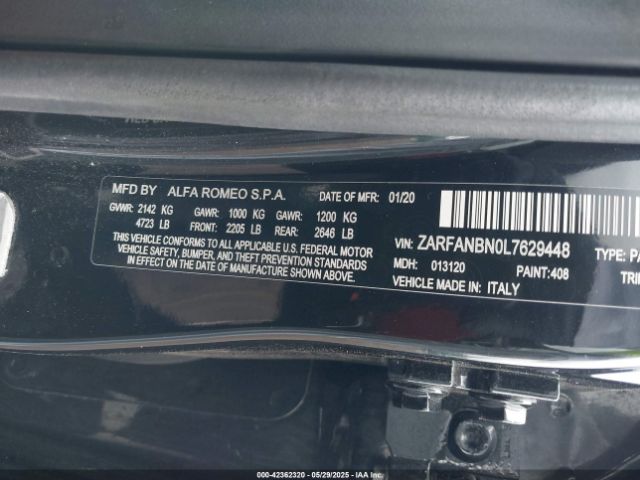 MFD BY ALFA ROMEO S.P.A. DATE OF MFR: 01/20
GVWR: 2142 KG GAWR: 1000 KG GAWR: 1200 KG
4723 LB FRONT: 2205 LB REAR: 2646 LB
THIS VEHICLE CONFORMS TO ALL APPLICABLE U.S. FEDERAL MOTOR
VEHICLE SAFETY, BUMPER, AND THEFT PREVENTION STANDARDS
IN EFFECT ON THE DATE OF MANUFACTURE SHOWN ABOVE.
VIN: ZARFANBN0L7629448 TYPE: PA
MDH: 013120 PAINT:408 TRI
VEHICLE MADE IN: ITALY
000-42362320 - 05/29/2025 - IAA Inc.